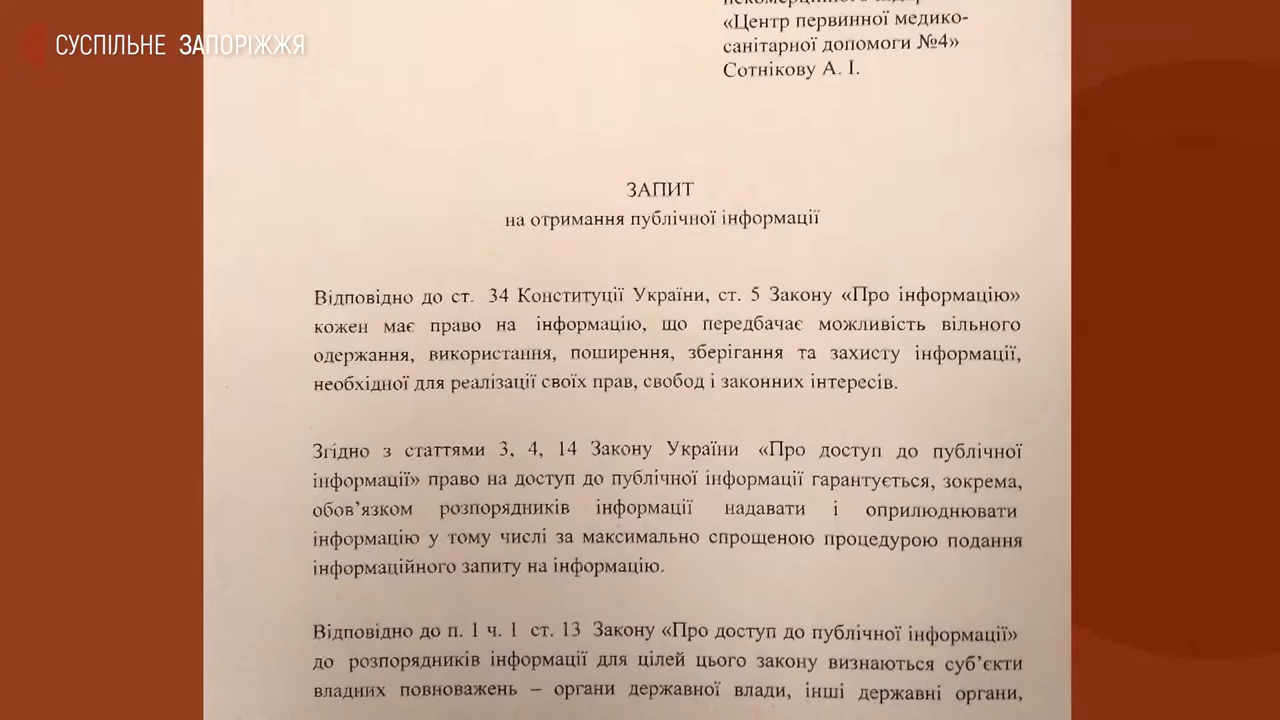 СУСПІЛЬНЕ ЗАПОРІЖЖЯ
«Центр первинної медико-
санітарної допомоги №4»
Сотнікову А. І.
ЗАПИТ
на отримання публічної інформації
Відповідно до ст. 34 Конституції України, ст. 5 Закону «Про інформацію»
кожен має право на інформацію, що передбачає можливість вільного
одержання, використання, поширення, зберігання та захисту інформації,
необхідної для реалізації своїх прав, свобод і законних інтересів.
Згідно з статтями 3, 4, 14 Закону України «Про доступ до публічної
інформації» право на доступ до публічної інформації гарантується, зокрема,
обов’язком розпорядників інформації надавати і оприлюднювати
інформацію у тому числі за максимально спрощеною процедурою подання
інформаційного запиту на інформацію.
Відповідно до п. 1 ч. 1 ст. 13 Закону «Про доступ до публічної інформації»
до розпорядників інформації для цілей цього закону визнаються суб’єкти
владних повноважень – органи державної влади, інші державні органи,